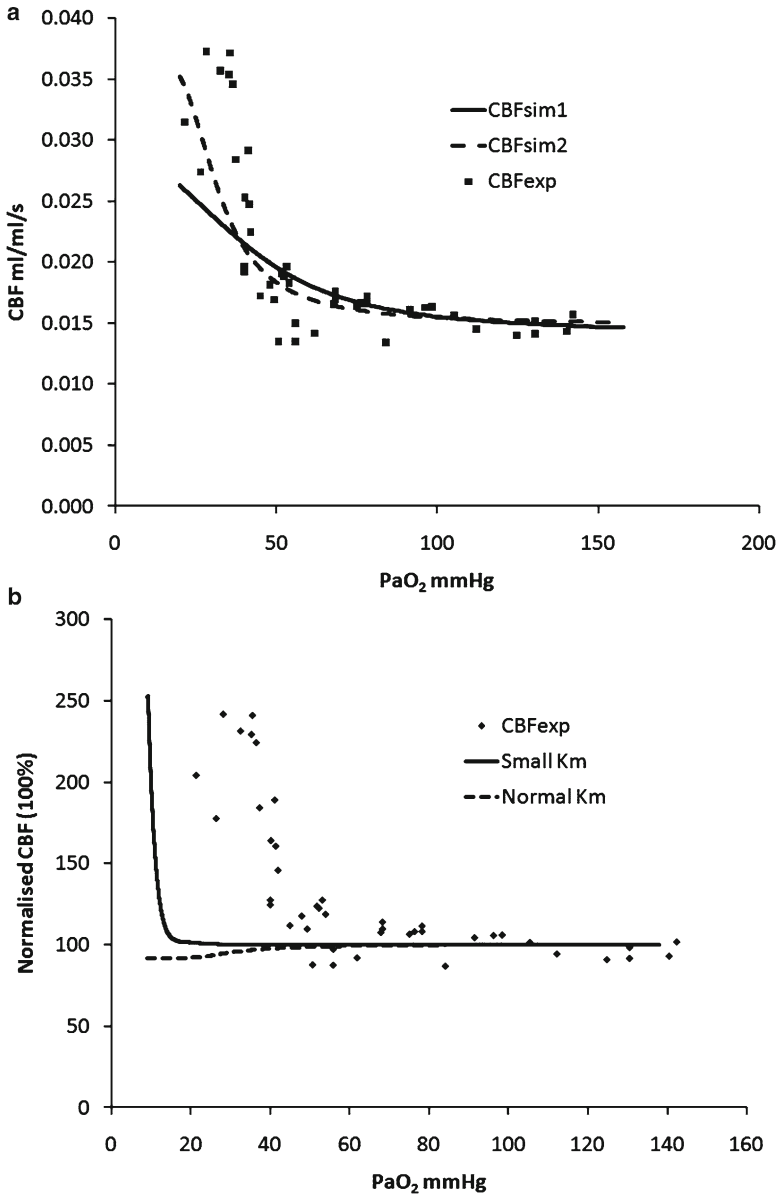 a
0.040
0.035
0.030
0.025
0.020
0.015
0.010
0.005
0.000
CBF ml/ml/s
CBFsim1
CBFsim2
CBFexp
0 50 100 150 200
PaO2 mmHg
b
300
250
200
150
100
50
0
Normalised CBF (100%)
CBFexp
Small Km
Normal Km
0 20 40 60 80 100 120 140 160
PaO2 mmHg